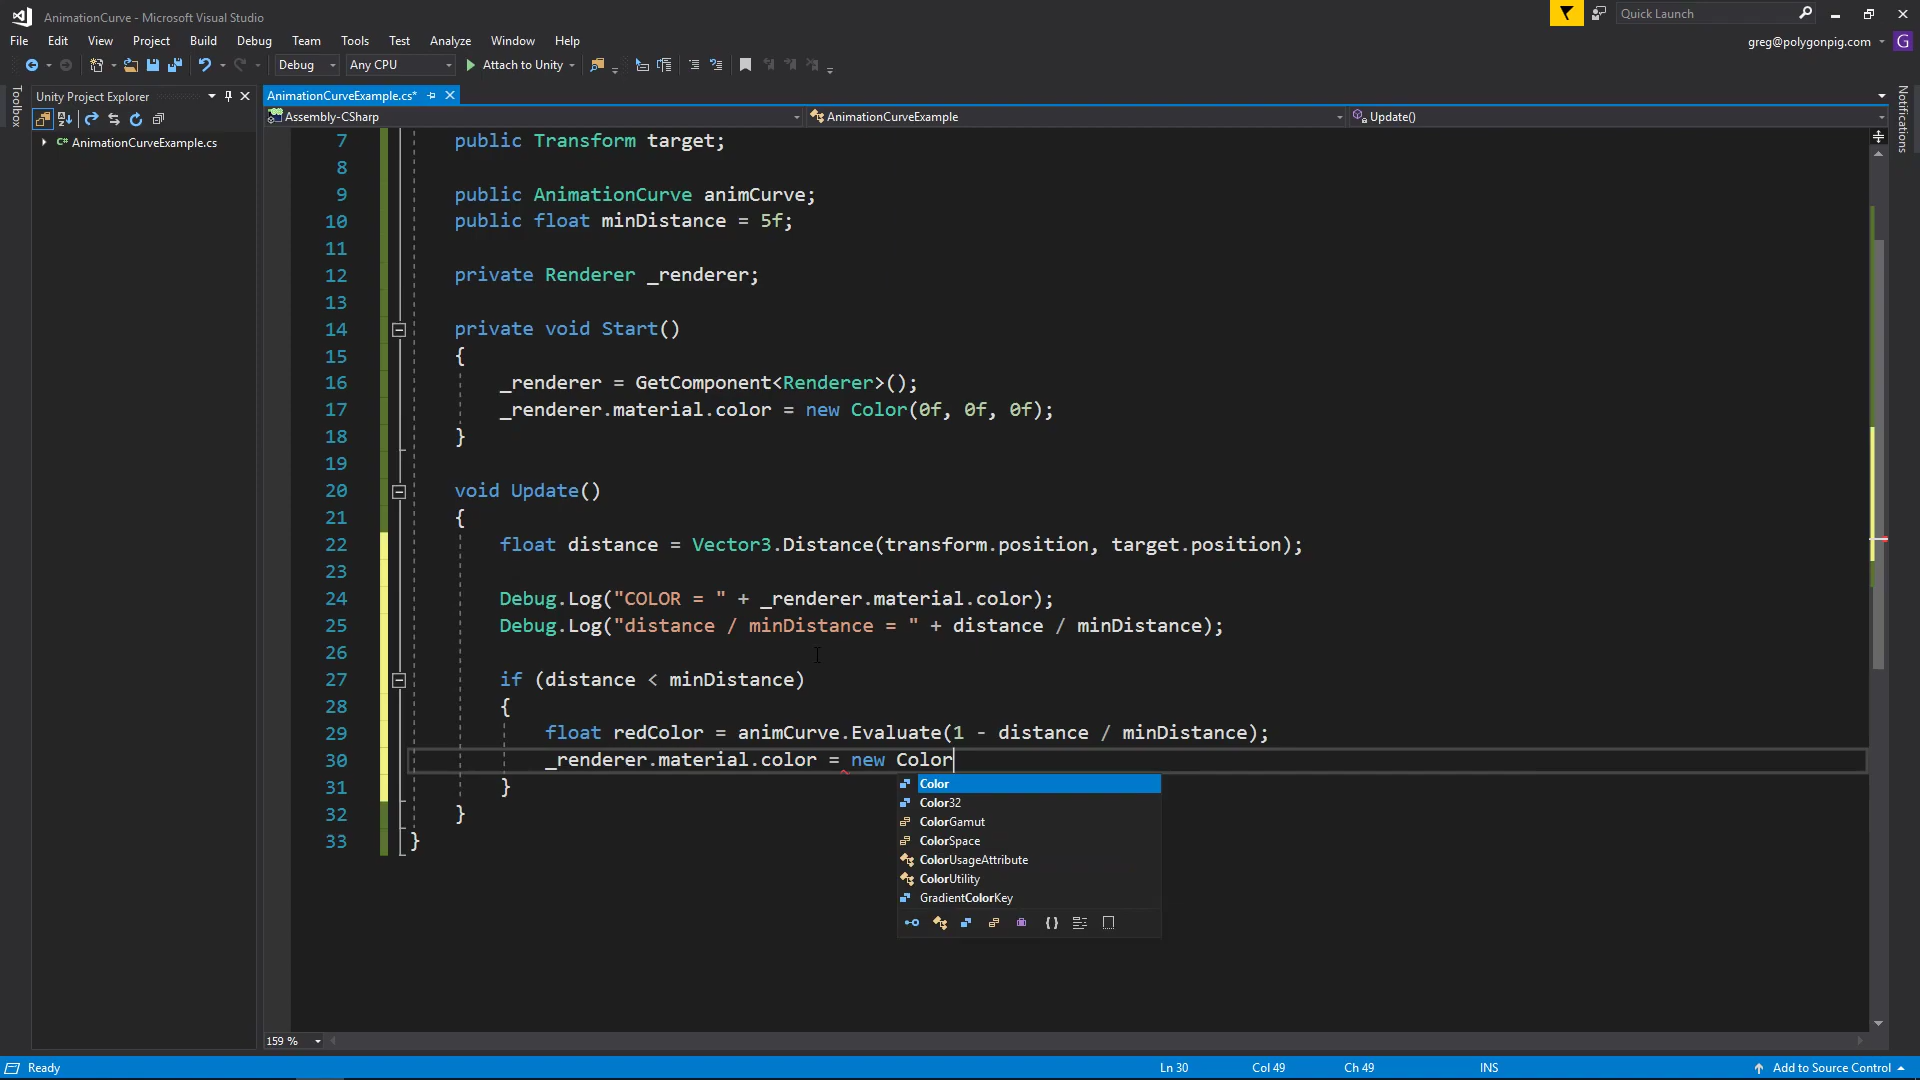 AnimationCurve - Microsoft Visual Studio
Quick Launch
File Edit View Project Build Debug Team Tools Test Analyze Window Help
greg@polygonpig.com G
Debug Any CPU Attach to Unity
Toolbox
Unity Project Explorer
AnimationCurveExample.cs*
Notifications
Assembly-CSharp AnimationCurveExample Update()
C# AnimationCurveExample.cs
7 public Transform target;
8
9 public AnimationCurve animCurve;
10 public float minDistance = 5f;
11
12 private Renderer _renderer;
13
14 private void Start()
15 {
16 _renderer = GetComponent<Renderer>();
17 _renderer.material.color = new Color(0f, 0f, 0f);
18 }
19
20 void Update()
21 {
22 float distance = Vector3.Distance(transform.position, target.position);
23
24 Debug.Log("COLOR = " + _renderer.material.color);
25 Debug.Log("distance / minDistance = " + distance / minDistance);
26
27 if (distance < minDistance)
28 {
29 float redColor = animCurve.Evaluate(1 - distance / minDistance);
30 _renderer.material.color = new Color
31 }
32 }
33 }
Color
Color32
ColorGamut
ColorSpace
ColorUsageAttribute
ColorUtility
GradientColorKey
159 %
Ready Ln 30 Col 49 Ch 49 INS Add to Source Control